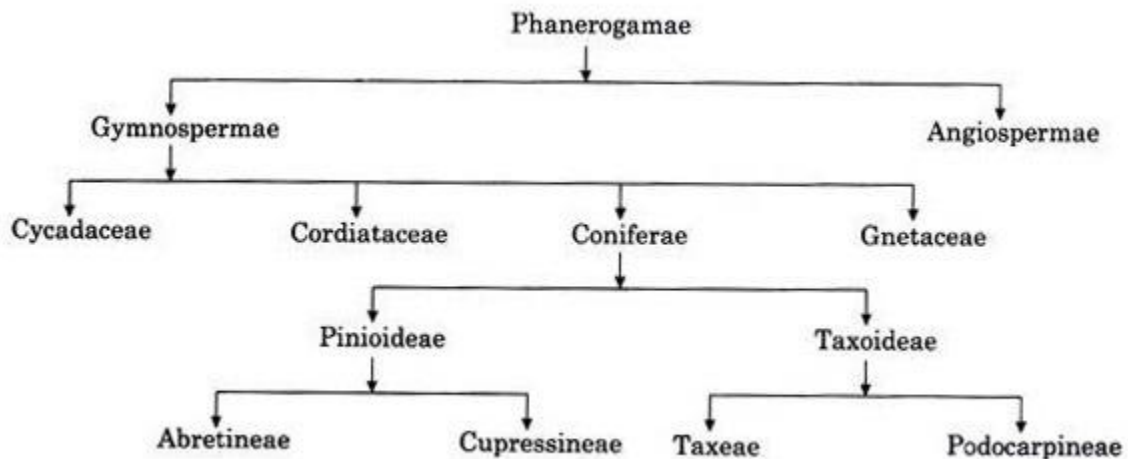 Phanerogamae
Gymnospermae Angiospermae
Cycadaceae Cordiataceae Coniferae Gnetaceae
Pinioideae Taxoideae
Abretineae Cupressineae Taxeae Podocarpineae